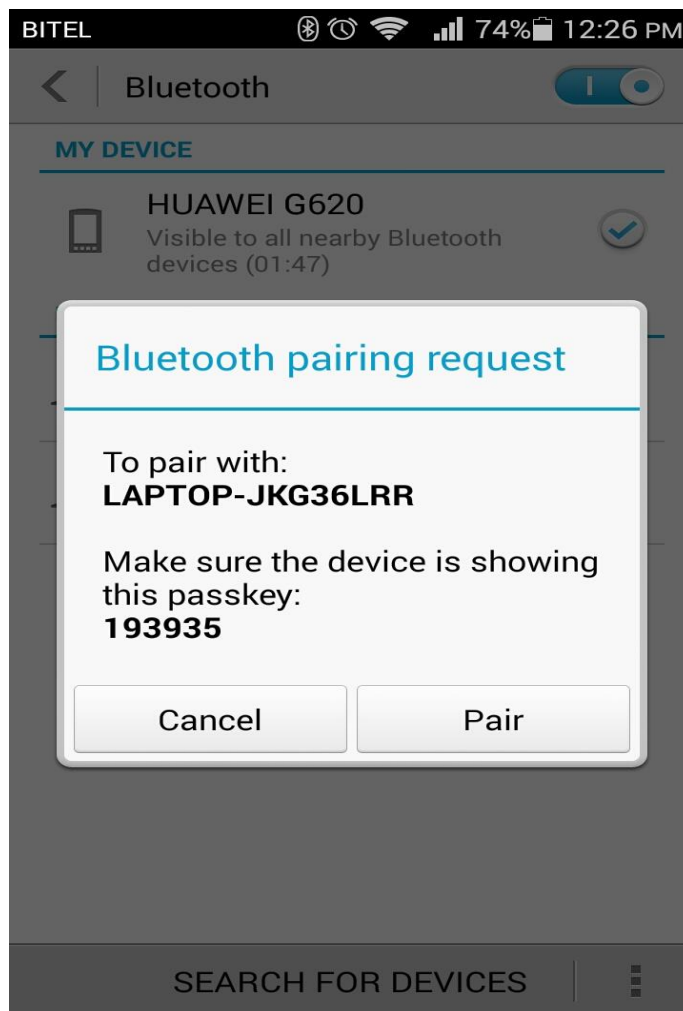 BITEL 74% 12:26 PM
Bluetooth
MY DEVICE
HUAWEI G620
Visible to all nearby Bluetooth
devices (01:47)
Bluetooth pairing request
To pair with:
LAPTOP-JKG36LRR
Make sure the device is showing
this passkey:
193935
Cancel Pair
SEARCH FOR DEVICES